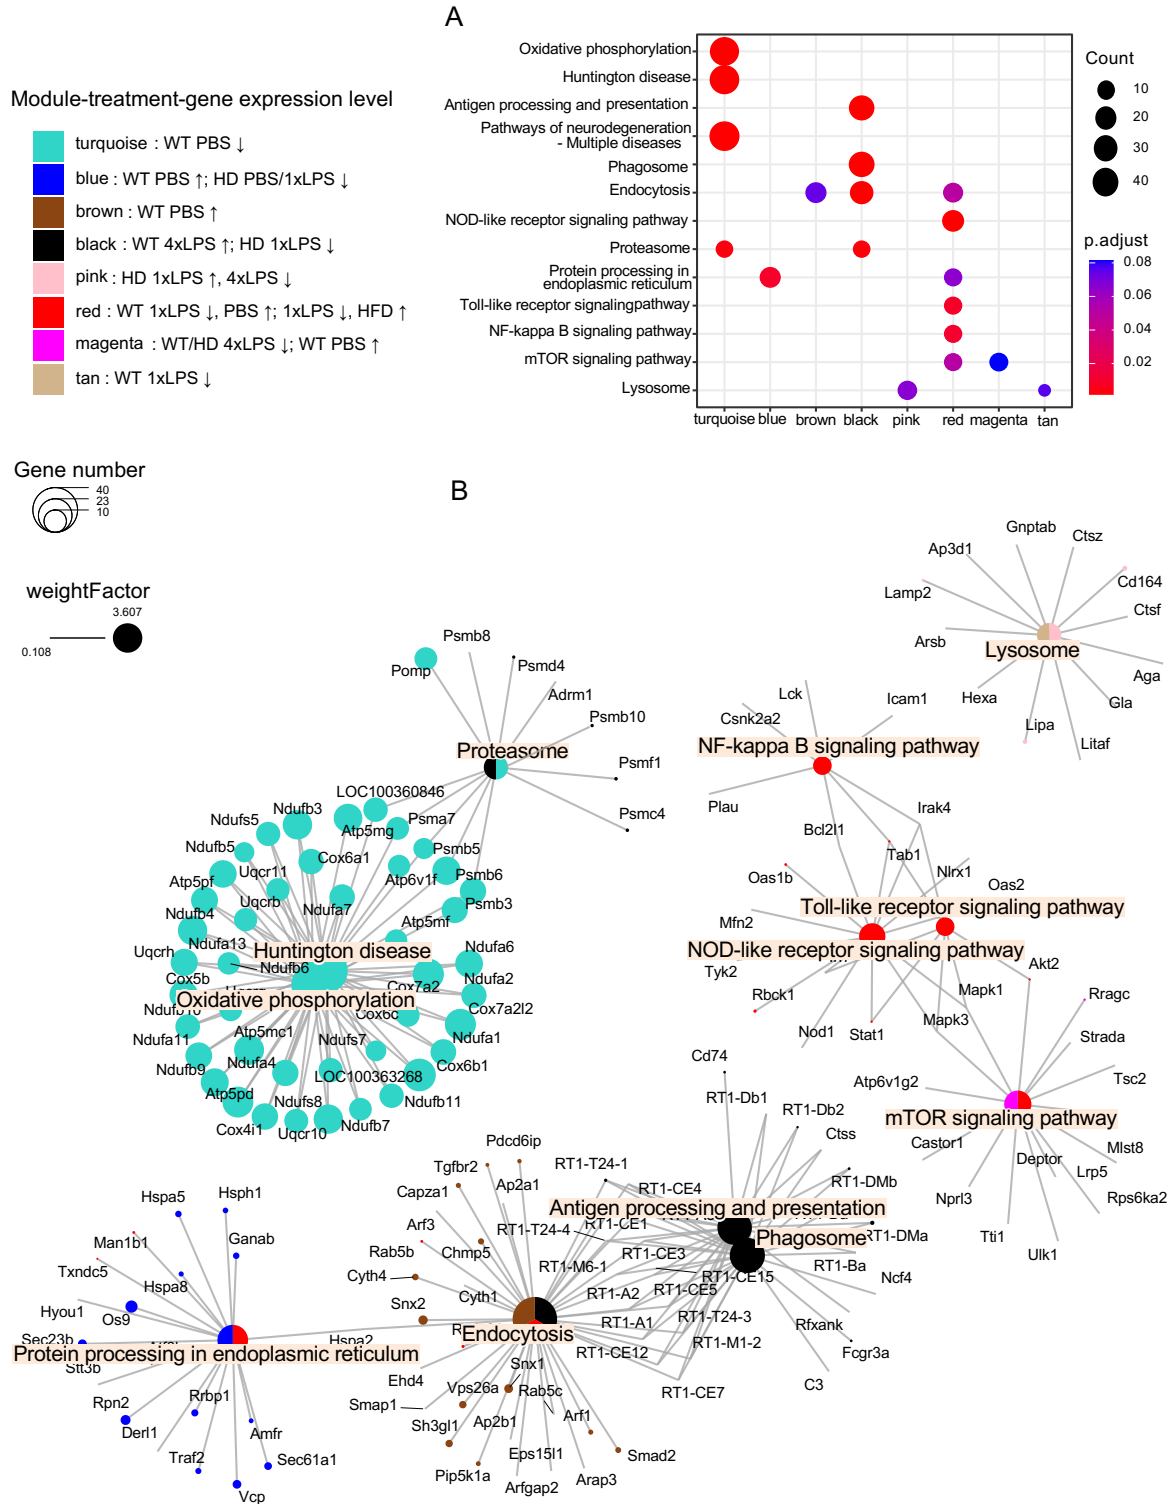 A
Module-treatment-gene expression level
turquoise : WT PBS ↓
blue : WT PBS ↑; HD PBS/1xLPS ↓
brown : WT PBS ↑
black : WT 4xLPS ↑; HD 1xLPS ↓
pink : HD 1xLPS ↑, 4xLPS ↓
red : WT 1xLPS ↓, PBS ↑; 1xLPS ↓, HFD ↑
magenta : WT/HD 4xLPS ↓; WT PBS ↑
tan : WT 1xLPS ↓
Oxidative phosphorylation
Huntington disease
Antigen processing and presentation
Pathways of neurodegeneration
- Multiple diseases
Phagosome
Endocytosis
NOD-like receptor signaling pathway
Proteasome
Protein processing in
endoplasmic reticulum
Toll-like receptor signalingpathway
NF-kappa B signaling pathway
mTOR signaling pathway
Lysosome
turquoise blue brown black pink red magenta tan
Count
10
20
30
40
p.adjust
0.08
0.06
0.04
0.02
Gene number
40
23
10
weightFactor
3.607
0.108
B
Gnptab
Ctsz
Ap3d1
Cd164
Lamp2
Ctsf
Arsb
Lysosome
Aga
Hexa
Gla
Lipa
Litaf
Psmb8
Pomp
Psmd4
Adrm1
Psmb10
Proteasome
Psmf1
Psmc4
Lck
Icam1
Csnk2a2
NF-kappa B signaling pathway
Plau
Irak4
Bcl2l1
Tab1
Nlrx1
Oas1b
Oas2
Toll-like receptor signaling pathway
Mfn2
NOD-like receptor signaling pathway
Tyk2
Akt2
Rbck1
Mapk1
Rragc
Nod1
Stat1
Mapk3
Strada
Tsc2
Atp6v1g2
mTOR signaling pathway
Castor1
Mlst8
Deptor
Lrp5
Nprl3
Rps6ka2
Tti1
Ulk1
LOC100360846
Ndufb3
Ndufs5
Atp5mg
Psma7
Ndufb5
Cox6a1
Psmb5
Uqcr11
Atp5pf
Atp6v1f
Psmb6
Uqcrb
Ndufa7
Psmb3
Ndufb4
Atp5mf
Ndufa13
Huntington disease
Ndufa6
Uqcrh
Ndufb6
Cox5b
Cox7a2
Ndufa2
Oxidative phosphorylation
Ndufb10
Cox6c
Cox7a2l2
Ndufa11
Atp5mc1
Ndufs7
Ndufa1
Ndufb9
Ndufa4
Cox6b1
LOC100363268
Atp5pd
Ndufs8
Ndufb11
Cox4i1
Uqcr10
Ndufb7
Cd74
RT1-Db1
RT1-Db2
Ctss
Pdcd6ip
Tgfbr2
Ap2a1
RT1-T24-1
RT1-DMb
Capza1
RT1-CE4
Antigen processing and presentation
Arf3
RT1-T24-4
RT1-CE1
RT1-DMa
Phagosome
Rab5b
Chmp5
RT1-CE3
RT1-Ba
Cyth4
RT1-M6-1
RT1-CE15
Ncf4
Cyth1
RT1-A2
RT1-CE5
Snx2
RT1-A1
RT1-T24-3
Rfxank
Endocytosis
RT1-M1-2
Fcgr3a
RT1-CE12
RT1-CE7
C3
Hspa2
Ehd4
Snx1
Vps26a
Rab5c
Smap1
Sh3gl1
Ap2b1
Arf1
Eps15l1
Smad2
Pip5k1a
Arfgap2
Arap3
Hspa5
Hsph1
Man1b1
Ganab
Txndc5
Hspa8
Hyou1
Os9
Sec23b
Protein processing in endoplasmic reticulum
Stt3b
Rpn2
Rrbp1
Derl1
Amfr
Traf2
Sec61a1
Vcp